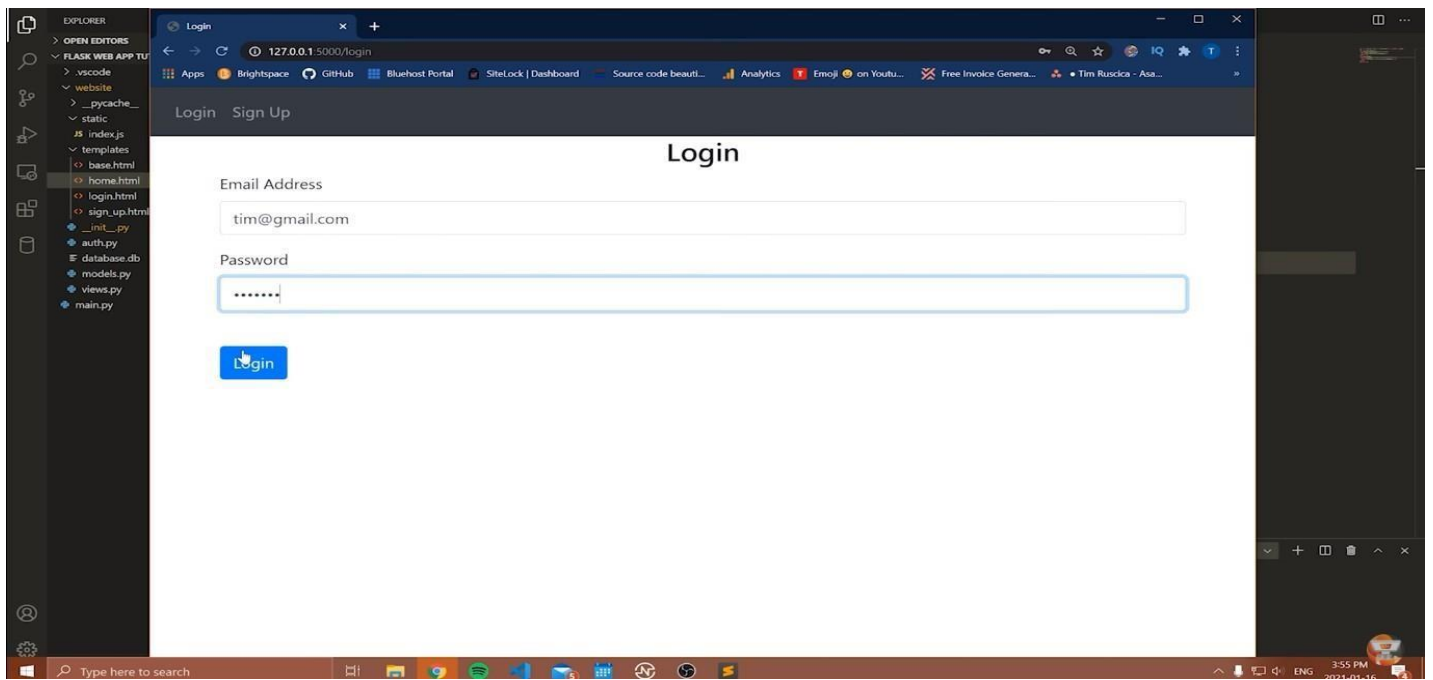 EXPLORER
OPEN EDITORS
FLASK WEB APP TU
.vscode
website
__pycache__
static
JS index.js
templates
<> base.html
<> home.html
<> login.html
<> sign_up.html
__init__.py
auth.py
database.db
models.py
views.py
main.py
Login
127.0.0.1:5000/login
IQ
T
Apps Brightspace GitHub Bluehost Portal SiteLock | Dashboard Source code beauti... Analytics T Emoji 😀 on Youtu... Free Invoice Genera... • Tim Ruscica - Asa... »
Login Sign Up
Login
Email Address
tim@gmail.com
Password
Login
Type here to search
ENG
3:55 PM
2021-01-16